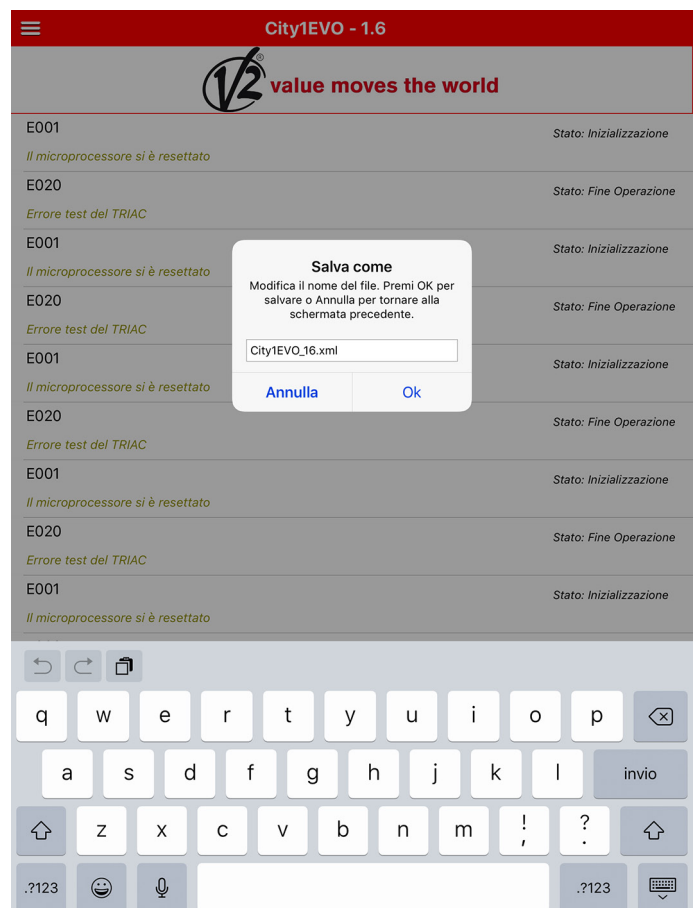 City1EVO - 1.6
V2® value moves the world
E001
Stato: Inizializzazione
Il microprocessore si è resettato
E020
Stato: Fine Operazione
Errore test del TRIAC
E001
Stato: Inizializzazione
Il microprocessore si è resettato
E020
Stato: Fine Operazione
Errore test del TRIAC
E001
Stato: Inizializzazione
Il microprocessore si è resettato
E020
Stato: Fine Operazione
Errore test del TRIAC
E001
Stato: Inizializzazione
Il microprocessore si è resettato
E020
Stato: Fine Operazione
Errore test del TRIAC
E001
Stato: Inizializzazione
Il microprocessore si è resettato
Salva come
Modifica il nome del file. Premi OK per
salvare o Annulla per tornare alla
schermata precedente.
City1EVO_16.xml
Annulla Ok
q w e r t y u i o p
a s d f g h j k l invio
z x c v b n m ! , ? .
.?123 .?123